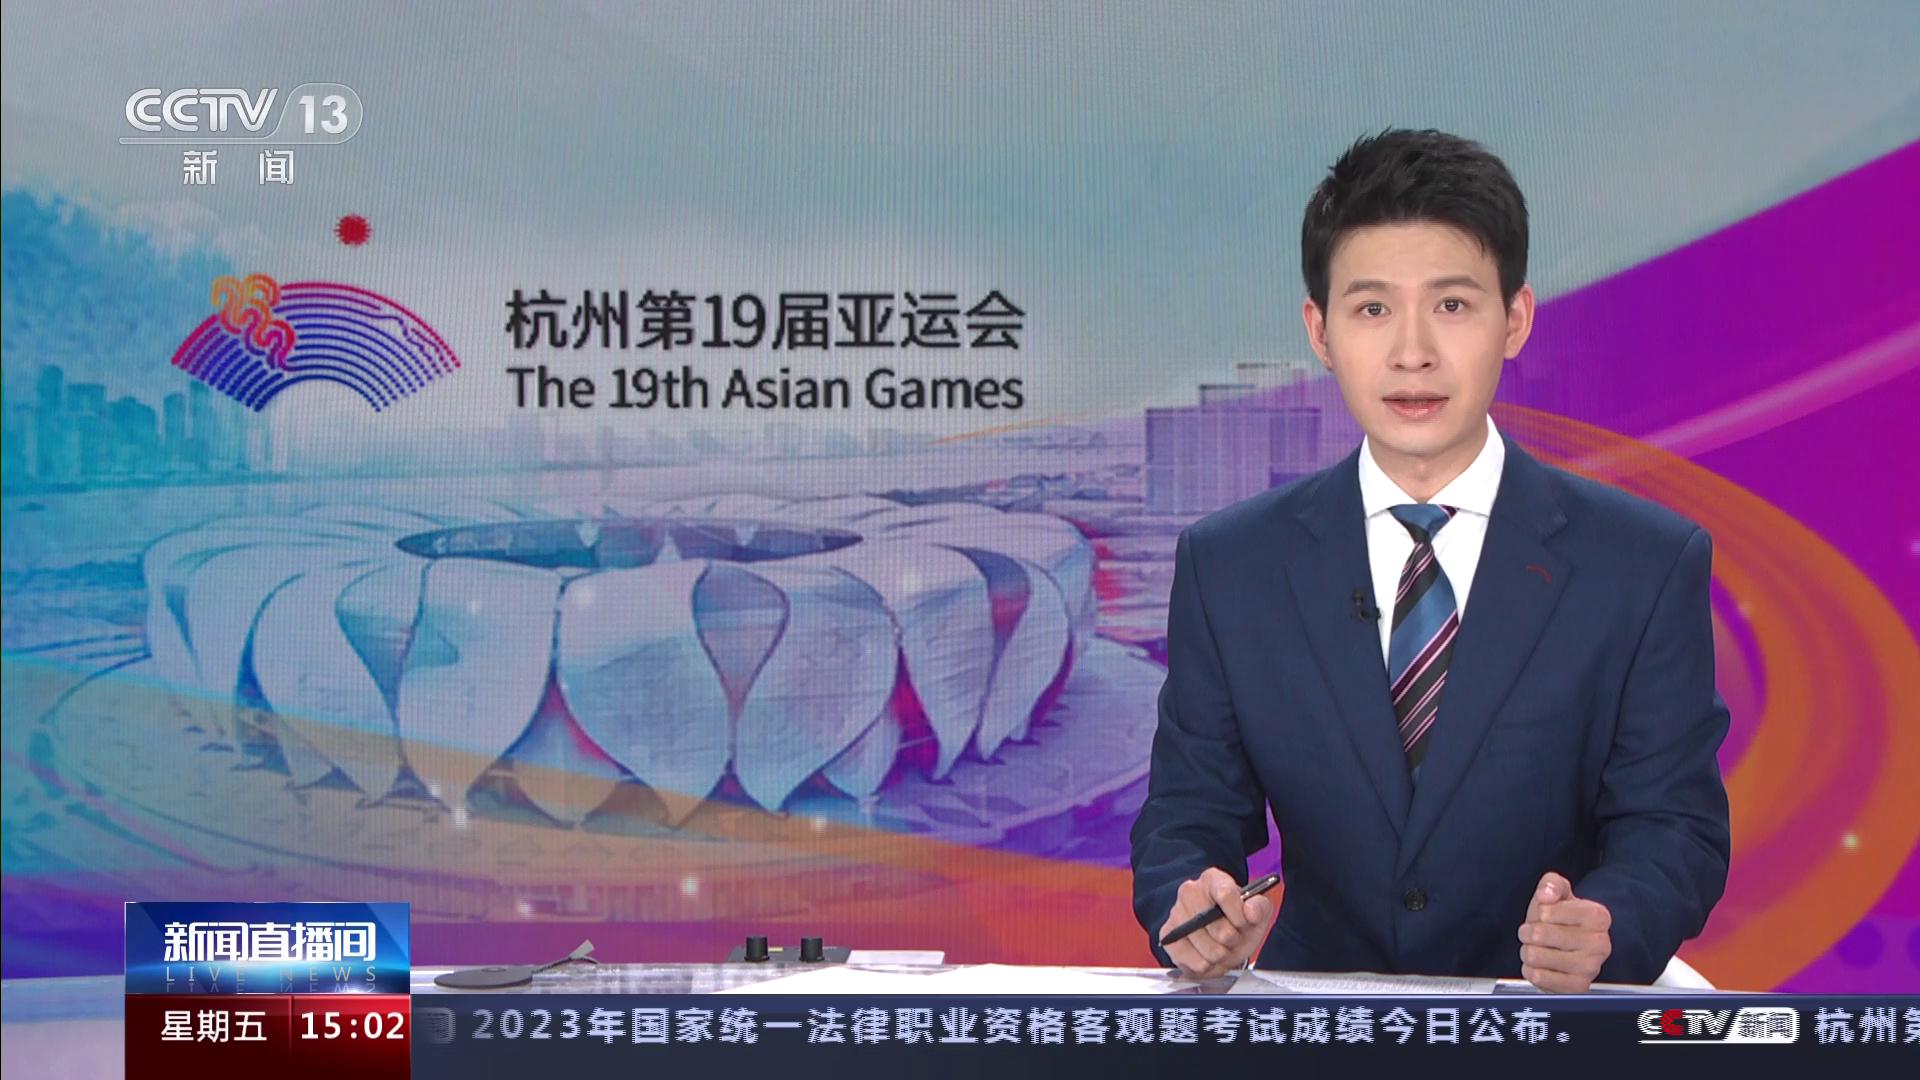 CCTV 13
新闻
杭州第19届亚运会
The 19th Asian Games
新闻直播间
LIVE NEWS
星期五 15:02
2023年国家统一法律职业资格客观题考试成绩今日公布。 CCTV 新闻 杭州第